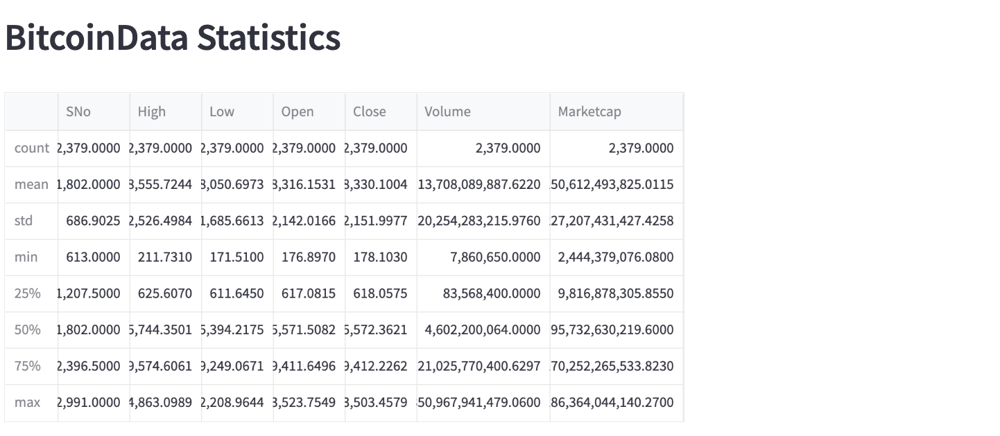 BitcoinData Statistics
SNo High Low Open Close Volume Marketcap
count 2,379.0000 2,379.0000 2,379.0000 2,379.0000 2,379.0000 2,379.0000 2,379.0000
mean 1,802.0000 8,555.7244 8,050.6973 8,316.1531 8,330.1004 13,708,089,887.6220 50,612,493,825.0115
std 686.9025 2,526.4984 1,685.6613 2,142.0166 2,151.9977 20,254,283,215.9760 27,207,431,427.4258
min 613.0000 211.7310 171.5100 176.8970 178.1030 7,860,650.0000 2,444,379,076.0800
25% 1,207.5000 625.6070 611.6450 617.0815 618.0575 83,568,400.0000 9,816,878,305.8550
50% 1,802.0000 5,744.3501 5,394.2175 5,571.5082 5,572.3621 4,602,200,064.0000 95,732,630,219.6000
75% 2,396.5000 9,574.6061 9,249.0671 9,411.6496 9,412.2262 21,025,770,400.6297 70,252,265,533.8230
max 2,991.0000 4,863.0989 2,208.9644 3,523.7549 3,503.4579 50,967,941,479.0600 86,364,044,140.2700